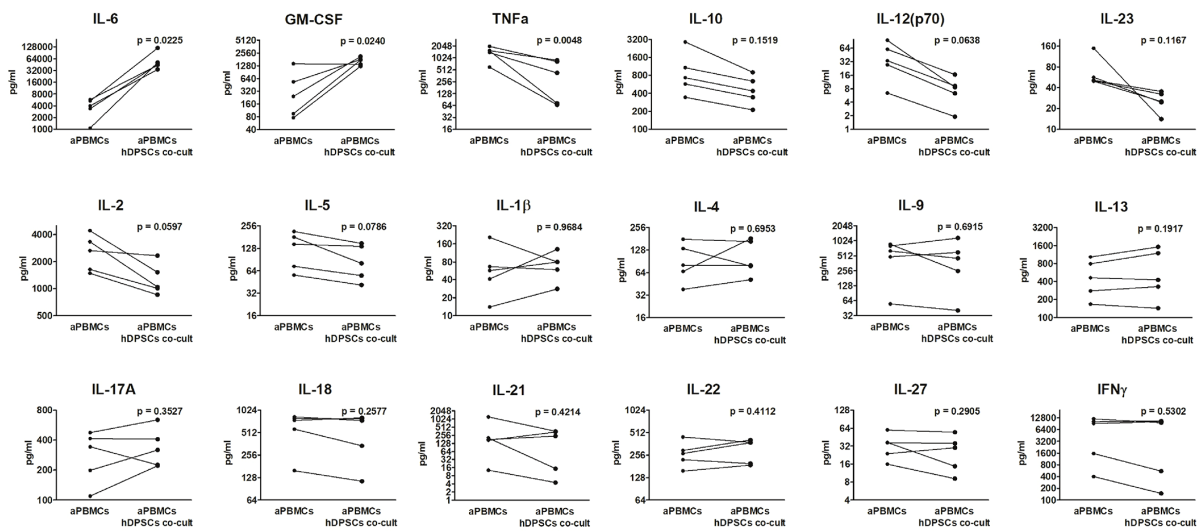 IL-6
p = 0.0225
pg/ml
128000
64000
32000
16000
8000
4000
2000
1000
aPBMCs
aPBMCs
hDPSCs co-cult
GM-CSF
p = 0.0240
pg/ml
5120
2560
1280
640
320
160
80
40
aPBMCs
aPBMCs
hDPSCs co-cult
TNFa
p = 0.0048
pg/ml
2048
1024
512
256
128
64
32
16
aPBMCs
aPBMCs
hDPSCs co-cult
IL-10
p = 0.1519
pg/ml
3200
1600
800
400
200
100
aPBMCs
aPBMCs
hDPSCs co-cult
IL-12(p70)
p = 0.0638
pg/ml
64
32
16
8
4
2
1
aPBMCs
aPBMCs
hDPSCs co-cult
IL-23
p = 0.1167
pg/ml
160
80
40
20
10
aPBMCs
aPBMCs
hDPSCs co-cult
IL-2
p = 0.0597
pg/ml
4000
2000
1000
500
aPBMCs
aPBMCs
hDPSCs co-cult
IL-5
p = 0.0786
pg/ml
256
128
64
32
16
aPBMCs
aPBMCs
hDPSCs co-cult
IL-1β
p = 0.9684
pg/ml
320
160
80
40
20
10
aPBMCs
aPBMCs
hDPSCs co-cult
IL-4
p = 0.6953
pg/ml
256
128
64
32
16
aPBMCs
aPBMCs
hDPSCs co-cult
IL-9
p = 0.6915
pg/ml
2048
1024
512
256
128
64
32
aPBMCs
aPBMCs
hDPSCs co-cult
IL-13
p = 0.1917
pg/ml
3200
1600
800
400
200
100
aPBMCs
aPBMCs
hDPSCs co-cult
IL-17A
p = 0.3527
pg/ml
800
400
200
100
aPBMCs
aPBMCs
hDPSCs co-cult
IL-18
p = 0.2577
pg/ml
1024
512
256
128
64
aPBMCs
aPBMCs
hDPSCs co-cult
IL-21
p = 0.4214
pg/ml
2048
1024
512
256
128
64
32
16
8
4
2
1
aPBMCs
aPBMCs
hDPSCs co-cult
IL-22
p = 0.4112
pg/ml
1024
512
256
128
64
aPBMCs
aPBMCs
hDPSCs co-cult
IL-27
p = 0.2905
pg/ml
128
64
32
16
8
4
aPBMCs
aPBMCs
hDPSCs co-cult
IFNγ
p = 0.5302
pg/ml
12800
6400
3200
1600
800
400
200
100
aPBMCs
aPBMCs
hDPSCs co-cult